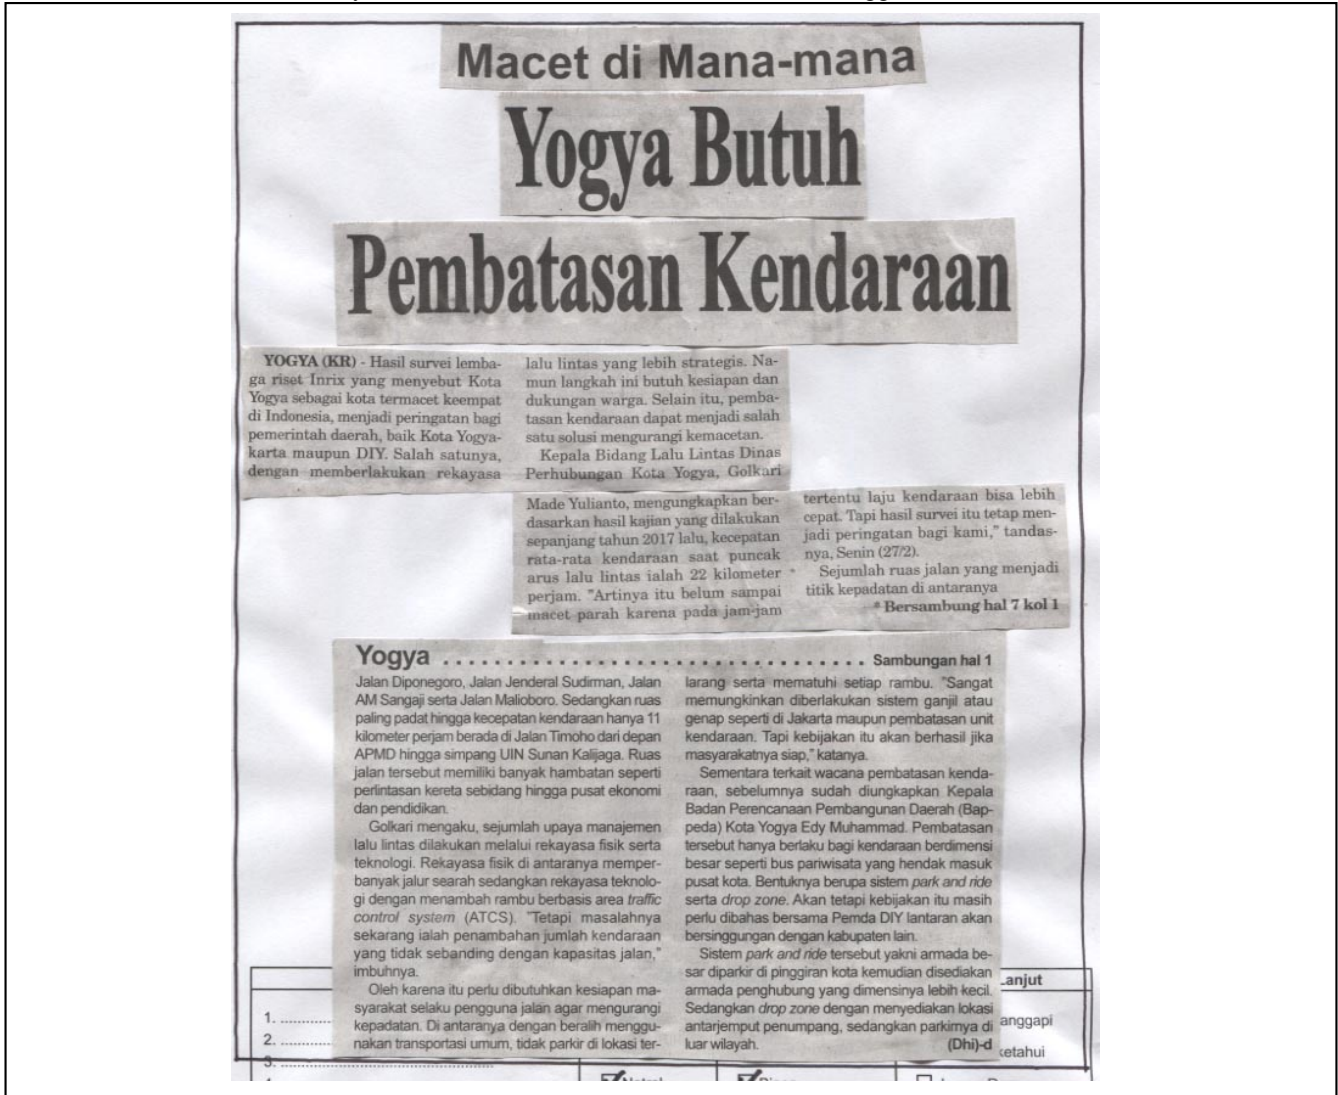 Macet di Mana-mana
Yogya Butuh
Pembatasan Kendaraan
YOGYA (KR) - Hasil survei lemba-
ga riset Inrix yang menyebut Kota
Yogya sebagai kota termacet keempat
di Indonesia, menjadi peringatan bagi
pemerintah daerah, baik Kota Yogya-
karta maupun DIY. Salah satunya,
dengan memberlakukan rekayasa
lalu lintas yang lebih strategis. Na-
mun langkah ini butuh kesiapan dan
dukungan warga. Selain itu, pemba-
tasan kendaraan dapat menjadi salah
satu solusi mengurangi kemacetan.
Kepala Bidang Lalu Lintas Dinas
Perhubungan Kota Yogya, Golkari
Made Yulianto, mengungkapkan ber-
dasarkan hasil kajian yang dilakukan
sepanjang tahun 2017 lalu, kecepatan
rata-rata kendaraan saat puncak
arus lalu lintas ialah 22 kilometer
perjam. "Artinya itu belum sampai
macet parah karena pada jam-jam
tertentu laju kendaraan bisa lebih
cepat. Tapi hasil survei itu tetap men-
jadi peringatan bagi kami," tandas-
nya, Senin (27/2).
Sejumlah ruas jalan yang menjadi
titik kepadatan di antaranya
* Bersambung hal 7 kol 1
Yogya . . . . . . . . . . . . . . . . . . . . . . . . . . . . . . . . . . Sambungan hal 1
Jalan Diponegoro, Jalan Jenderal Sudirman, Jalan
AM Sangaji serta Jalan Malioboro. Sedangkan ruas
paling padat hingga kecepatan kendaraan hanya 11
kilometer perjam berada di Jalan Timoho dari depan
APMD hingga simpang UIN Sunan Kalijaga. Ruas
jalan tersebut memiliki banyak hambatan seperti
perlintasan kereta sebidang hingga pusat ekonomi
dan pendidikan.
Golkari mengaku, sejumlah upaya manajemen
lalu lintas dilakukan melalui rekayasa fisik serta
teknologi. Rekayasa fisik di antaranya memper-
banyak jalur searah sedangkan rekayasa teknolo-
gi dengan menambah rambu berbasis area traffic
control system (ATCS). "Tetapi masalahnya
sekarang ialah penambahan jumlah kendaraan
yang tidak sebanding dengan kapasitas jalan,"
imbuhnya.
Oleh karena itu perlu dibutuhkan kesiapan ma-
syarakat selaku pengguna jalan agar mengurangi
kepadatan. Di antaranya dengan beralih menggu-
nakan transportasi umum, tidak parkir di lokasi ter-
larang serta mematuhi setiap rambu. "Sangat
memungkinkan diberlakukan sistem ganjil atau
genap seperti di Jakarta maupun pembatasan unit
kendaraan. Tapi kebijakan itu akan berhasil jika
masyarakatnya siap," katanya.
Sementara terkait wacana pembatasan kenda-
raan, sebelumnya sudah diungkapkan Kepala
Badan Perencanaan Pembangunan Daerah (Bap-
peda) Kota Yogya Edy Muhammad. Pembatasan
tersebut hanya berlaku bagi kendaraan berdimensi
besar seperti bus pariwisata yang hendak masuk
pusat kota. Bentuknya berupa sistem park and ride
serta drop zone. Akan tetapi kebijakan itu masih
perlu dibahas bersama Pemda DIY lantaran akan
bersinggungan dengan kabupaten lain.
Sistem park and ride tersebut yakni armada be-
sar diparkir di pinggiran kota kemudian disediakan
armada penghubung yang dimensinya lebih kecil.
Sedangkan drop zone dengan menyediakan lokasi
antarjemput penumpang, sedangkan parkirnya di
luar wilayah. (Dhi)-d
Lanjut
1. ............
2. ............
3. ............
anggapi
ketahui